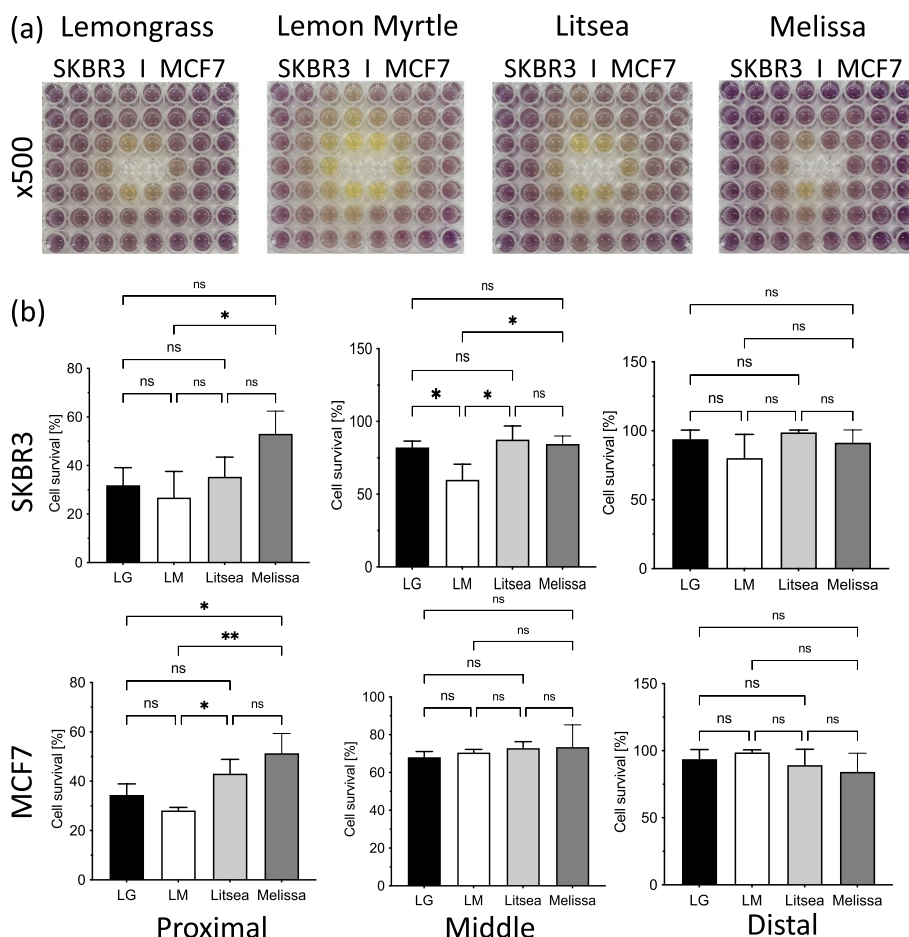 (a) Lemongrass Lemon Myrtle Litsea Melissa
SKBR3 I MCF7 SKBR3 I MCF7 SKBR3 I MCF7 SKBR3 I MCF7
x500
(b)
SKBR3
ns
*
ns
ns ns ns
80
60
40
20
0
Cell survival [%]
LG LM Litsea Melissa
ns
*
ns
* * ns
150
100
50
0
Cell survival [%]
LG LM Litsea Melissa
ns
ns
ns
ns ns ns
150
100
50
0
Cell survival [%]
LG LM Litsea Melissa
MCF7
*
**
ns
ns * ns
80
60
40
20
0
Cell survival [%]
LG LM Litsea Melissa
ns
ns
ns
ns ns ns
100
80
60
40
20
0
Cell survival [%]
LG LM Litsea Melissa
ns
ns
ns
ns ns ns
150
100
50
0
Cell survival [%]
LG LM Litsea Melissa
Proximal Middle Distal